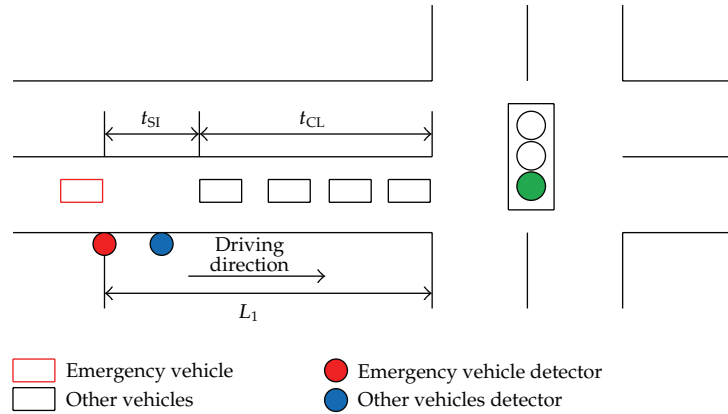 t_SI
t_CL
Driving
direction
L_1
Emergency vehicle
Emergency vehicle detector
Other vehicles
Other vehicles detector